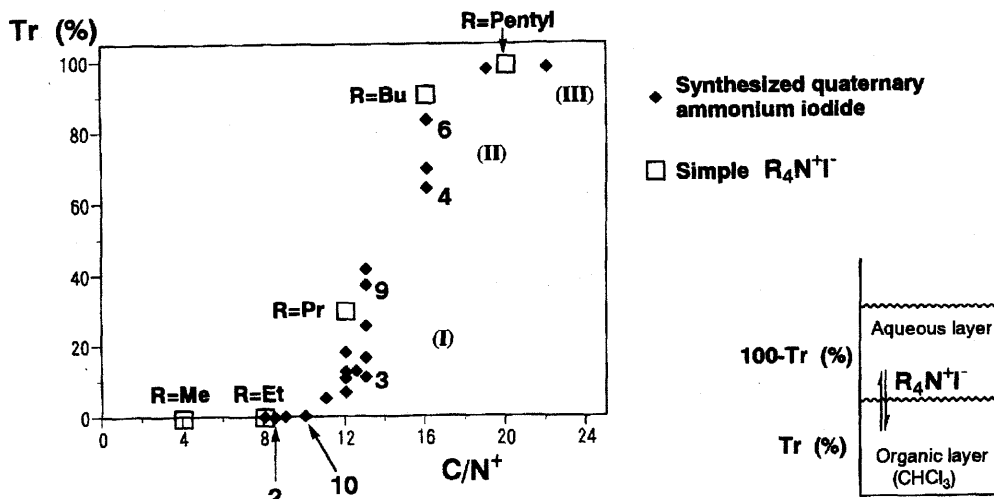 Tr (%)
R=Pentyl
100
80
60
40
20
0
R=Bu
6
(III)
(II)
4
9
R=Pr
(I)
3
R=Me
R=Et
4
8
12
16
20
24
C/N⁺
2
10
Synthesized quaternary
ammonium iodide
Simple R₄N⁺I⁻
Aqueous layer
100-Tr (%)
R₄N⁺I⁻
Tr (%)
Organic layer
(CHCl₃)